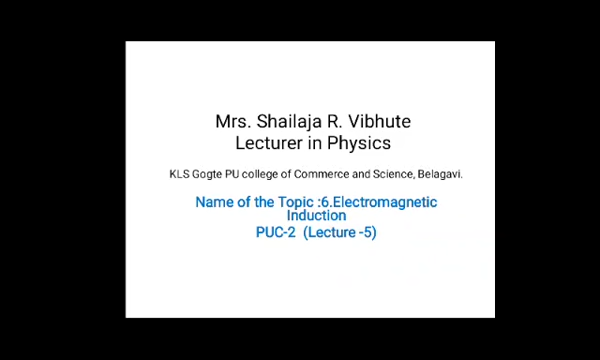 Mrs. Shailaja R. Vibhute
Lecturer in Physics
KLS Gogte PU college of Commerce and Science, Belagavi.
Name of the Topic :6.Electromagnetic
Induction
PUC-2 (Lecture -5)